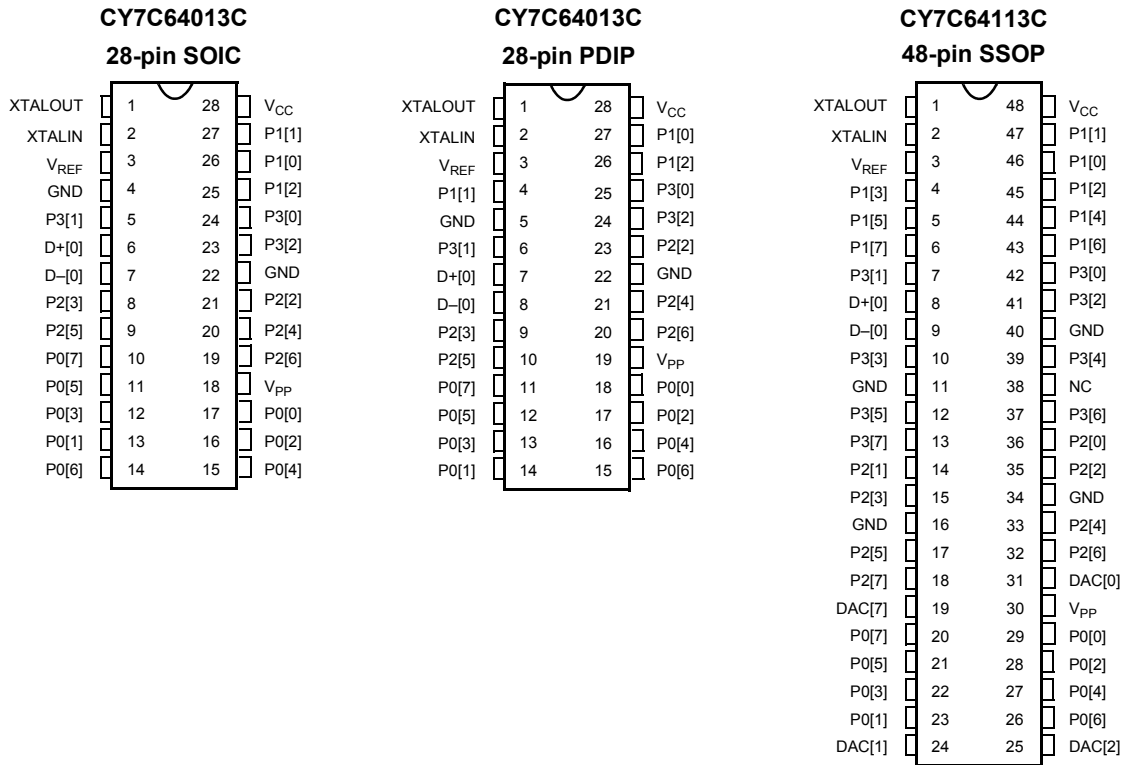 CY7C64013C
28-pin SOIC
XTALOUT 1 28 VCC
XTALIN 2 27 P1[1]
VREF 3 26 P1[0]
GND 4 25 P1[2]
P3[1] 5 24 P3[0]
D+[0] 6 23 P3[2]
D–[0] 7 22 GND
P2[3] 8 21 P2[2]
P2[5] 9 20 P2[4]
P0[7] 10 19 P2[6]
P0[5] 11 18 VPP
P0[3] 12 17 P0[0]
P0[1] 13 16 P0[2]
P0[6] 14 15 P0[4]
CY7C64013C
28-pin PDIP
XTALOUT 1 28 VCC
XTALIN 2 27 P1[0]
VREF 3 26 P1[2]
P1[1] 4 25 P3[0]
GND 5 24 P3[2]
P3[1] 6 23 P2[2]
D+[0] 7 22 GND
D–[0] 8 21 P2[4]
P2[3] 9 20 P2[6]
P2[5] 10 19 VPP
P0[7] 11 18 P0[0]
P0[5] 12 17 P0[2]
P0[3] 13 16 P0[4]
P0[1] 14 15 P0[6]
CY7C64113C
48-pin SSOP
XTALOUT 1 48 VCC
XTALIN 2 47 P1[1]
VREF 3 46 P1[0]
P1[3] 4 45 P1[2]
P1[5] 5 44 P1[4]
P1[7] 6 43 P1[6]
P3[1] 7 42 P3[0]
D+[0] 8 41 P3[2]
D–[0] 9 40 GND
P3[3] 10 39 P3[4]
GND 11 38 NC
P3[5] 12 37 P3[6]
P3[7] 13 36 P2[0]
P2[1] 14 35 P2[2]
P2[3] 15 34 GND
GND 16 33 P2[4]
P2[5] 17 32 P2[6]
P2[7] 18 31 DAC[0]
DAC[7] 19 30 VPP
P0[7] 20 29 P0[0]
P0[5] 21 28 P0[2]
P0[3] 22 27 P0[4]
P0[1] 23 26 P0[6]
DAC[1] 24 25 DAC[2]